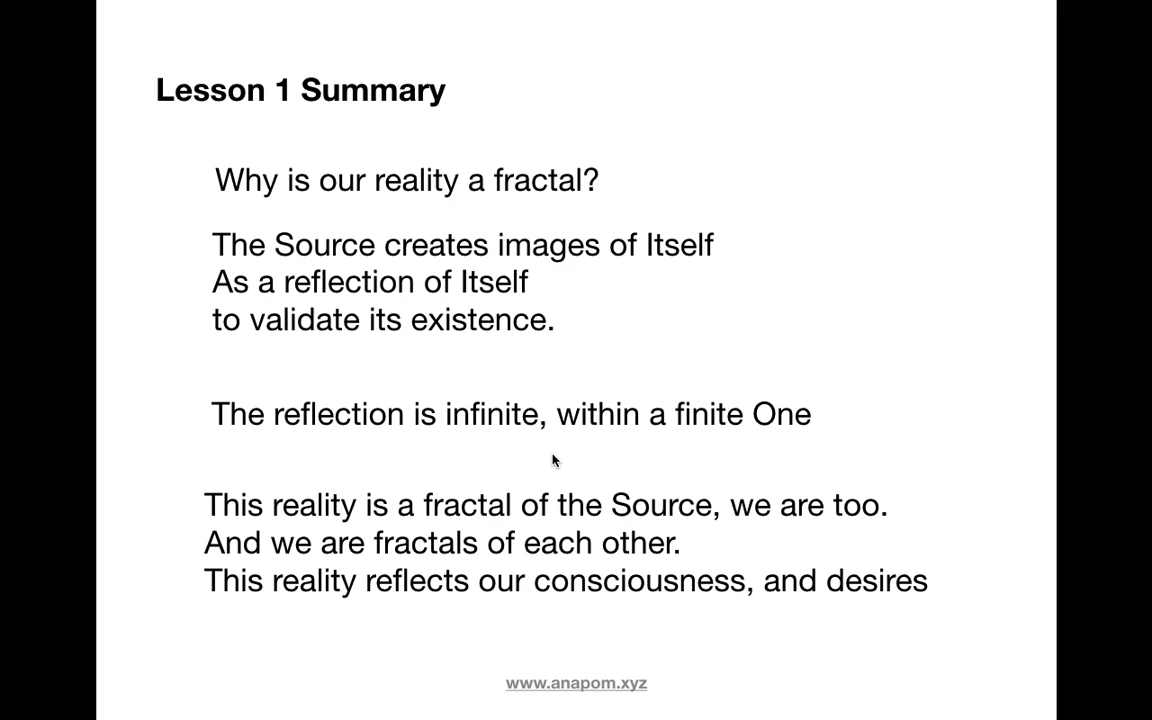 Lesson 1 Summary
Why is our reality a fractal?
The Source creates images of Itself
As a reflection of Itself
to validate its existence.
The reflection is infinite, within a finite One
This reality is a fractal of the Source, we are too.
And we are fractals of each other.
This reality reflects our consciousness, and desires
www.anapom.xyz